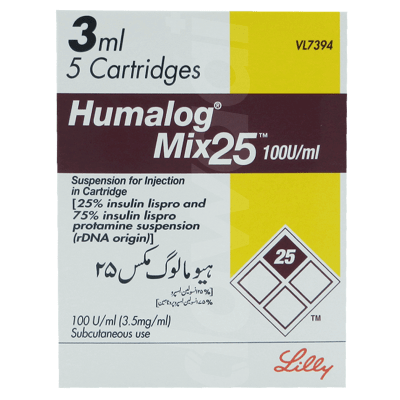 3ml
VL7394
5 Cartridges
Humalog®
Mix25™ 100U/ml
Suspension for Injection
in Cartridge
[25% insulin lispro and
75% insulin lispro
protamine suspension
(rDNA origin)]
ہیومالوگ مکس ۲۵
25
100 U/ml (3.5mg/ml)
Subcutaneous use
TM
Lilly